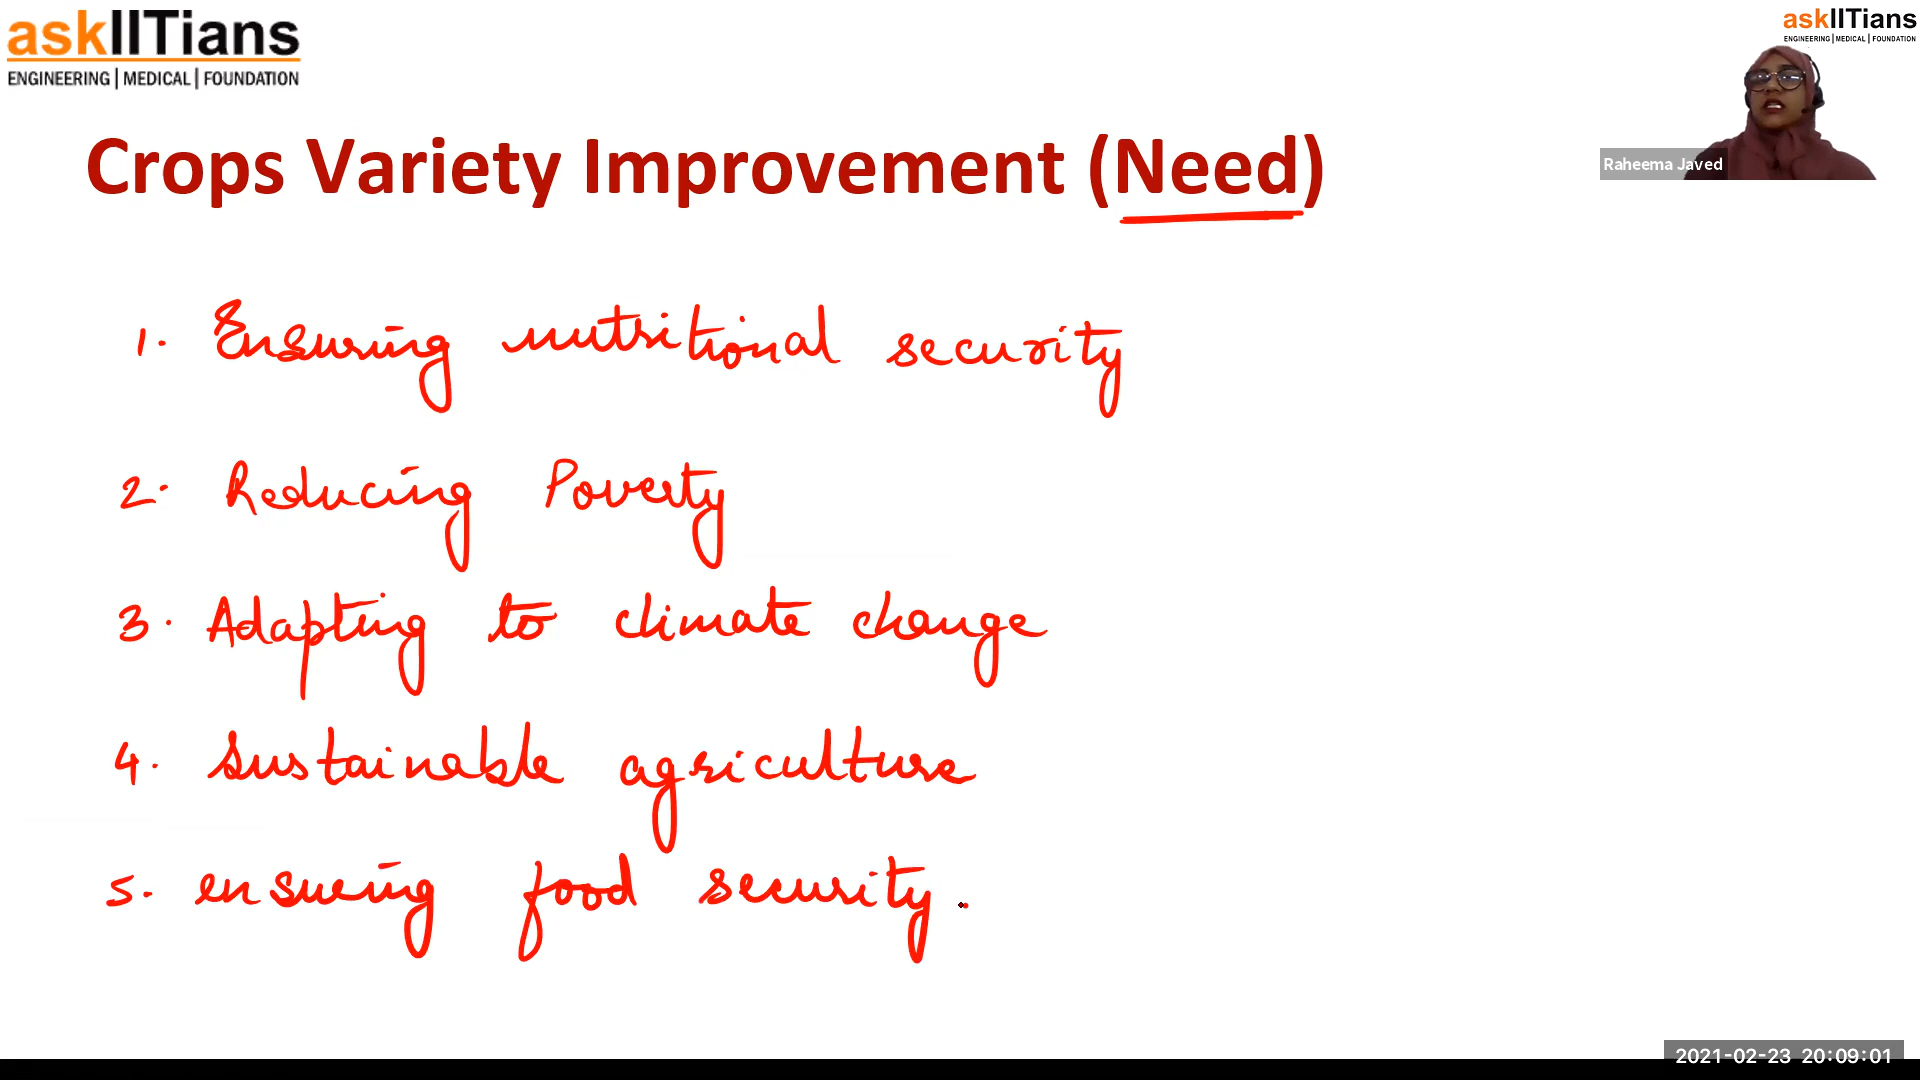 askIITians
ENGINEERING | MEDICAL | FOUNDATION
askIITians
ENGINEERING | MEDICAL | FOUNDATION
Raheema Javed
Crops Variety Improvement (Need)
1. Ensuring nutritional security
2. Reducing Poverty
3. Adapting to climate change
4. Sustainable agriculture
5. ensuring food security.
2021-02-23 20:09:01